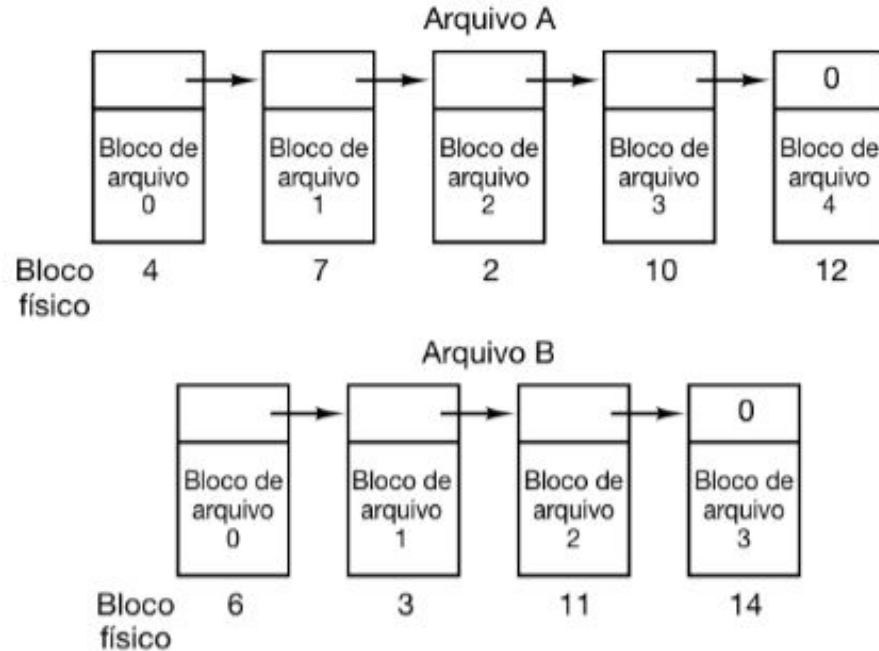 Arquivo A
0
Bloco de Bloco de Bloco de Bloco de Bloco de
arquivo arquivo arquivo arquivo arquivo
0 1 2 3 4
Bloco 4 7 2 10 12
físico
Arquivo B
0
Bloco de Bloco de Bloco de Bloco de
arquivo arquivo arquivo arquivo
0 1 2 3
Bloco 6 3 11 14
físico